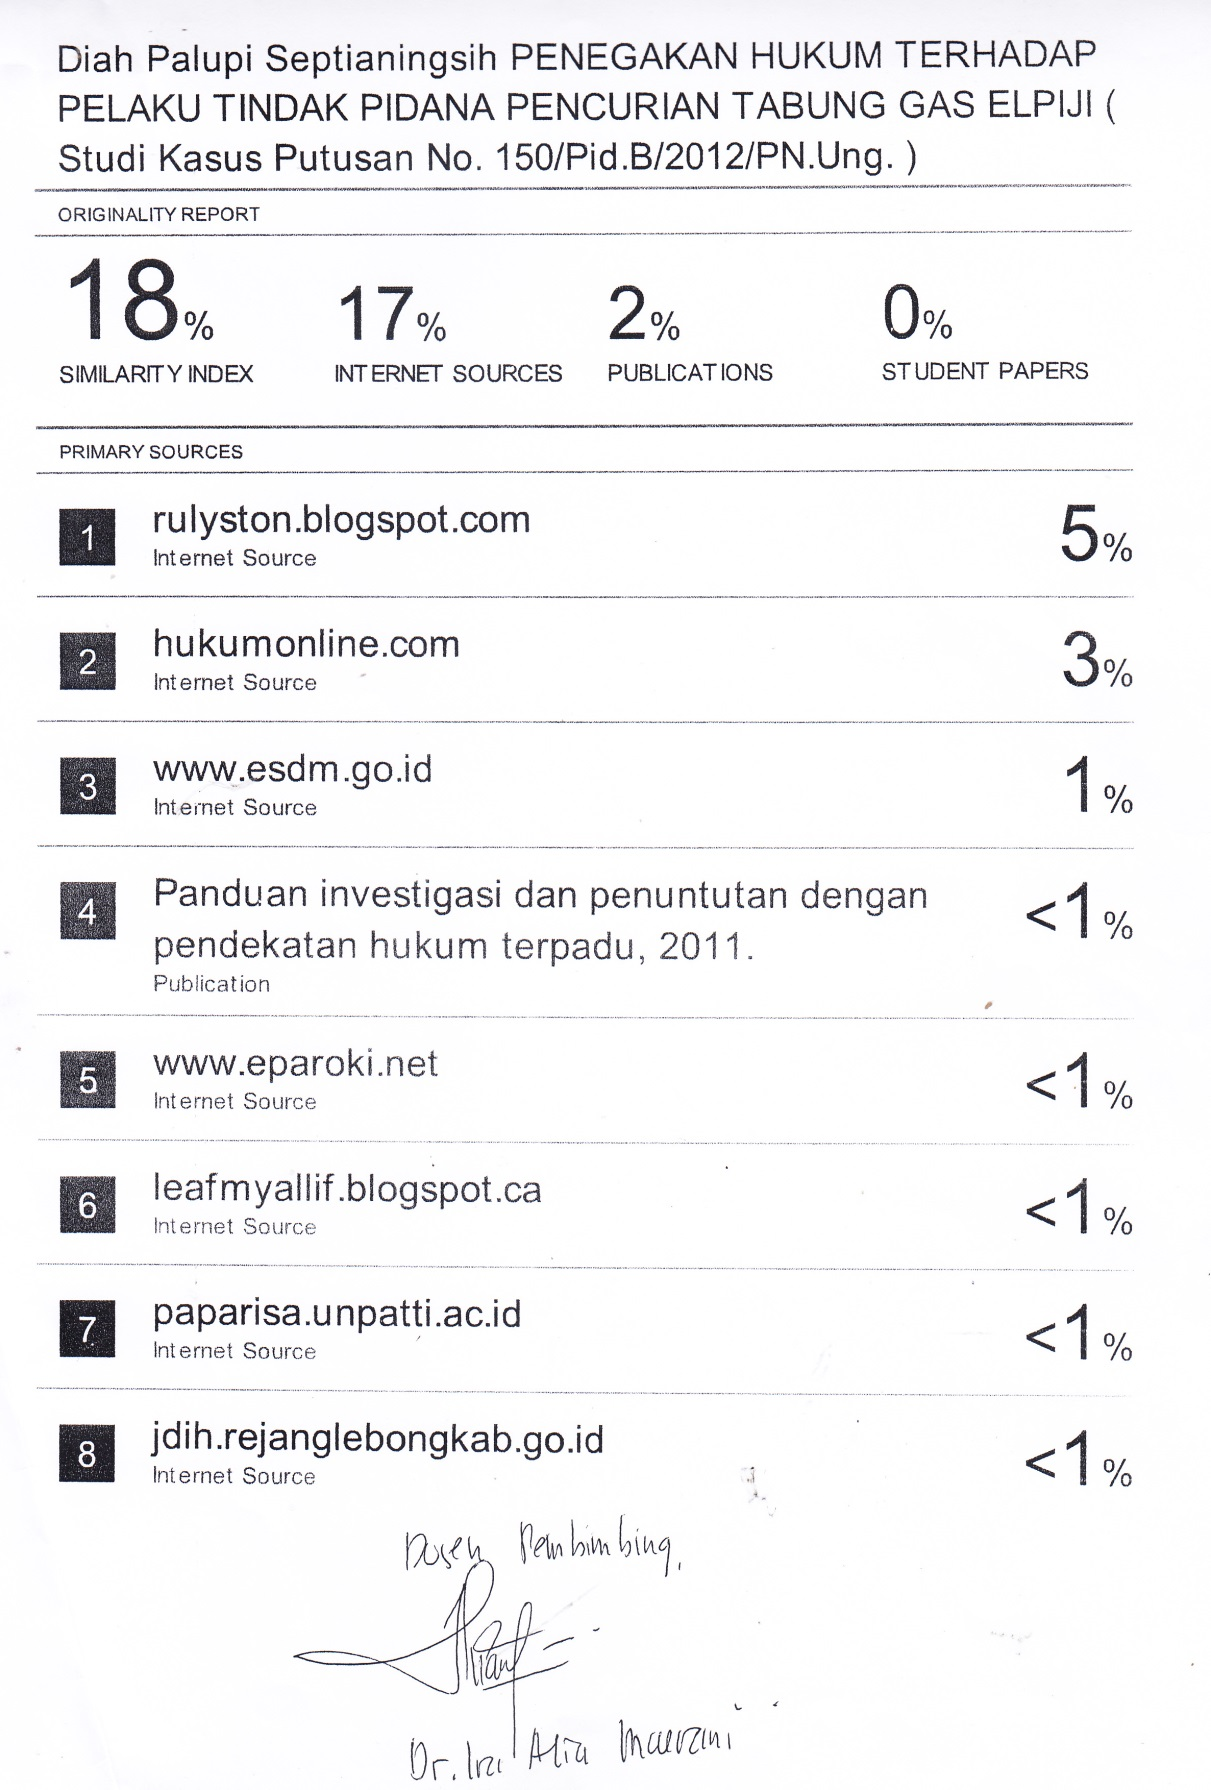 Diah Palupi Septianingsih PENEGAKAN HUKUM TERHADAP
PELAKU TINDAK PIDANA PENCURIAN TABUNG GAS ELPIJI (
Studi Kasus Putusan No. 150/Pid.B/2012/PN.Ung. )
ORIGINALITY REPORT
18% 17% 2% 0%
SIMILARITY INDEX INTERNET SOURCES PUBLICATIONS STUDENT PAPERS
PRIMARY SOURCES
1 rulyston.blogspot.com 5%
Internet Source
2 hukumonline.com 3%
Internet Source
3 www.esdm.go.id 1%
Internet Source
4 Panduan investigasi dan penuntutan dengan <1%
pendekatan hukum terpadu, 2011.
Publication
5 www.eparoki.net <1%
Internet Source
6 leafmyallif.blogspot.ca <1%
Internet Source
7 paparisa.unpatti.ac.id <1%
Internet Source
8 jdih.rejanglebongkab.go.id <1%
Internet Source
Dosen Pembimbing,
Dr. Ira Alia Maerani